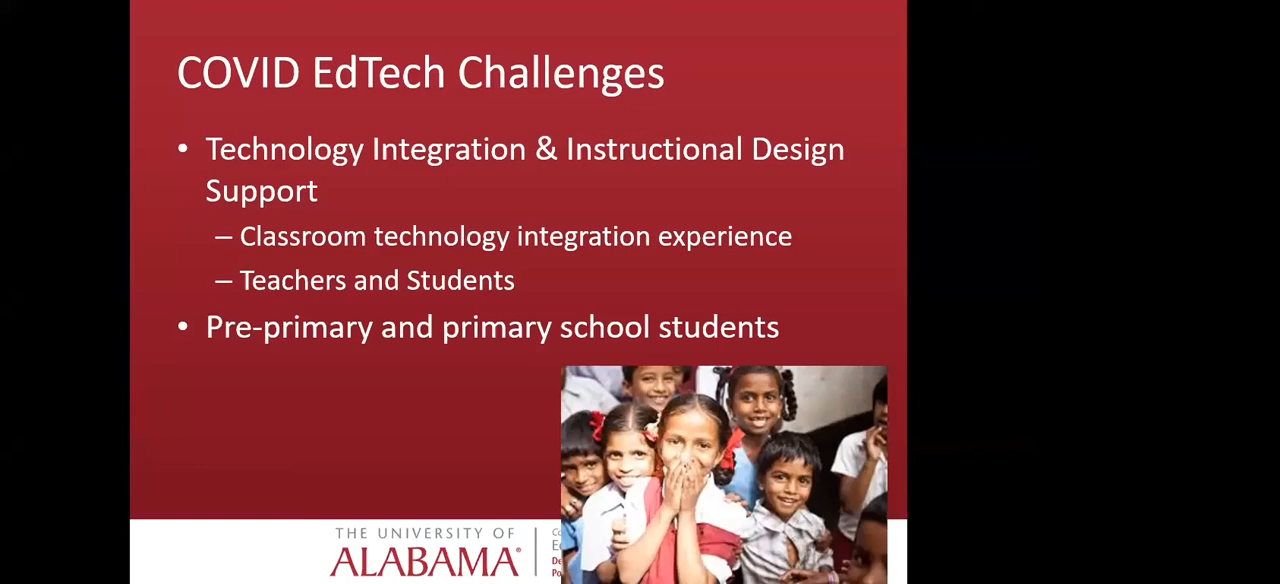 COVID EdTech Challenges
• Technology Integration & Instructional Design
Support
– Classroom technology integration experience
– Teachers and Students
• Pre-primary and primary school students
THE UNIVERSITY OF
ALABAMA®